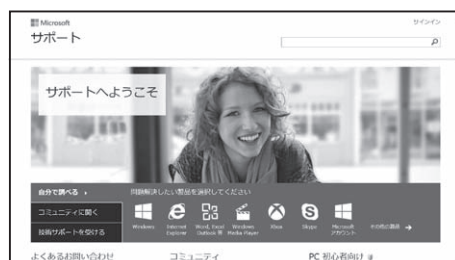 Microsoft
サインイン
サポート
サポートへようこそ
自分で調べる
問題解決したい製品を選択してください
コミュニティに聞く
技術サポートを受ける
Windows
Internet Explorer
Word, Excel Outlook 等
Windows Media Player
Xbox
Skype
Microsoft アカウント
その他の製品
よくあるお問い合わせ
コミュニティ
PC 初心者向け